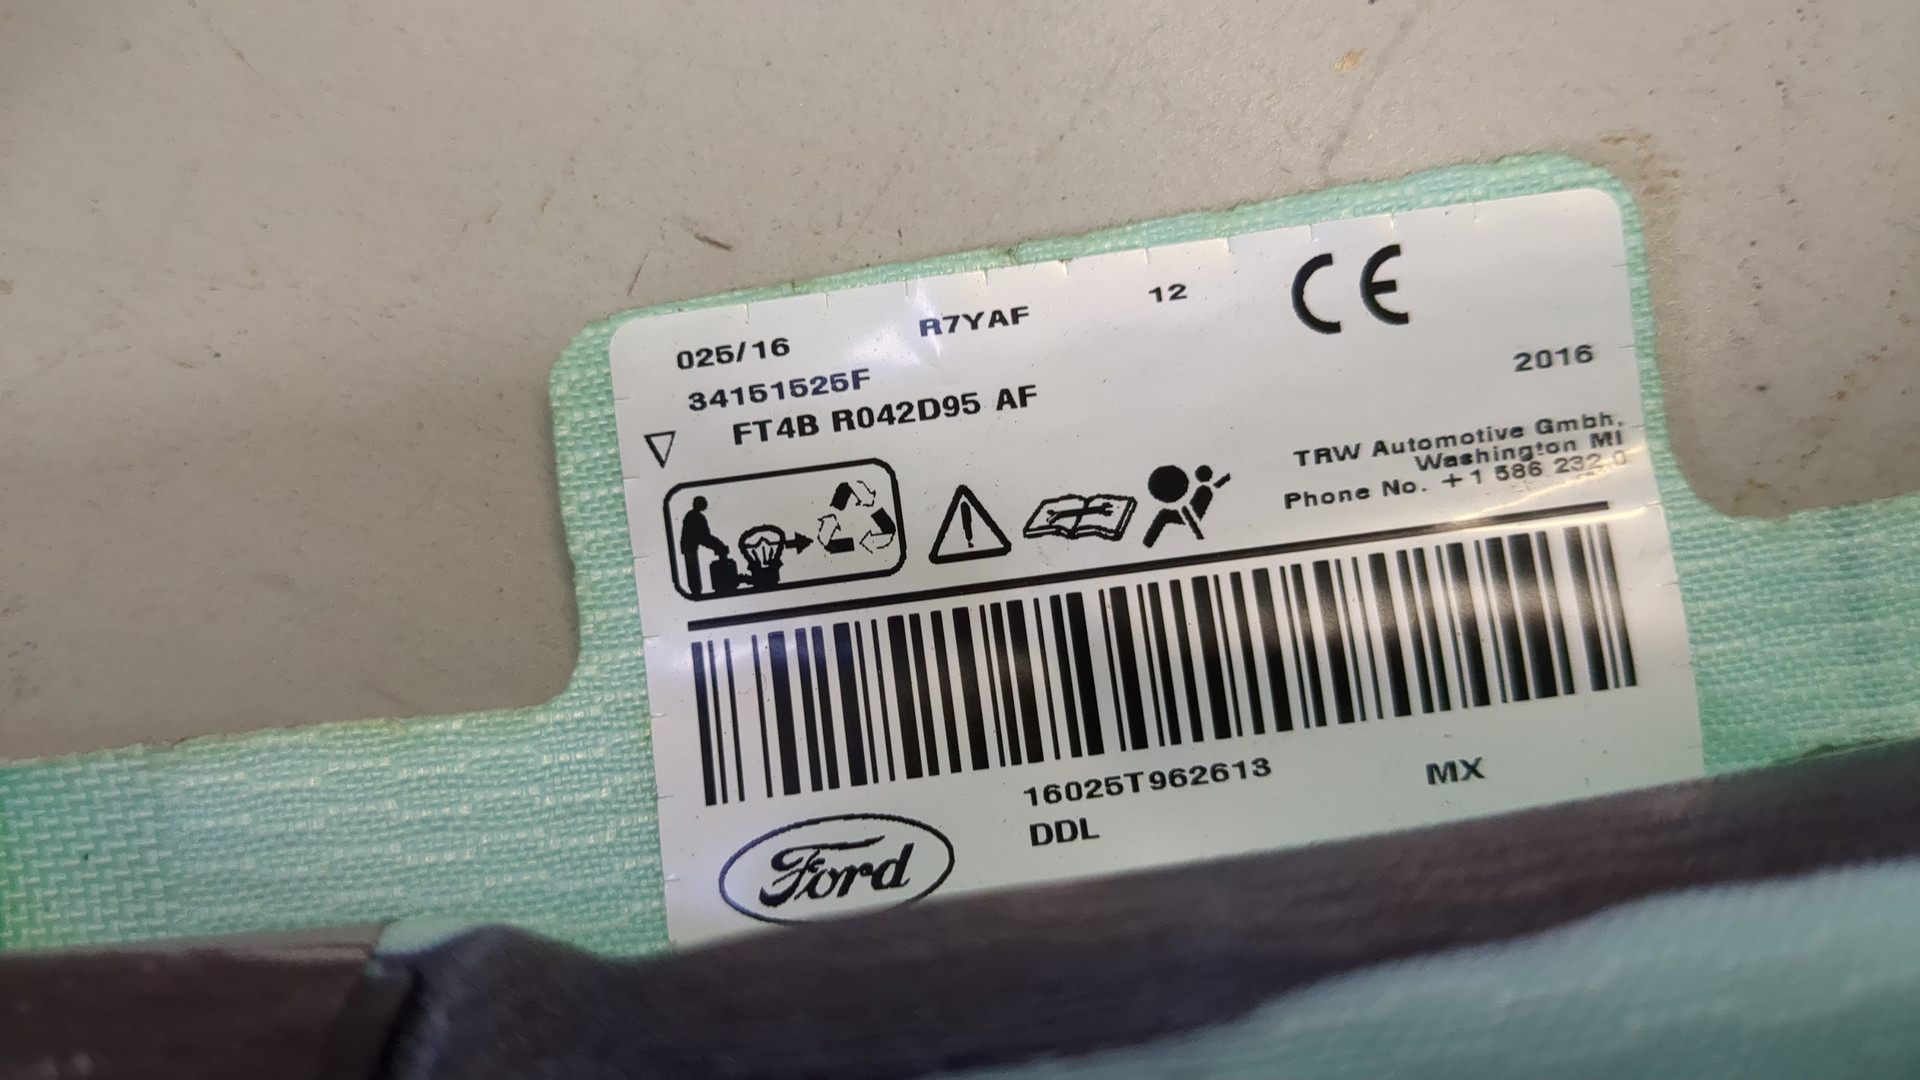 025/16 R7YAF 12 CE
2016
34151525F
FT4B R042D95 AF
TRW Automotive Gmbh,
Washington MI
Phone No. +1 586 232 0
16025T962613 MX
DDL
Ford